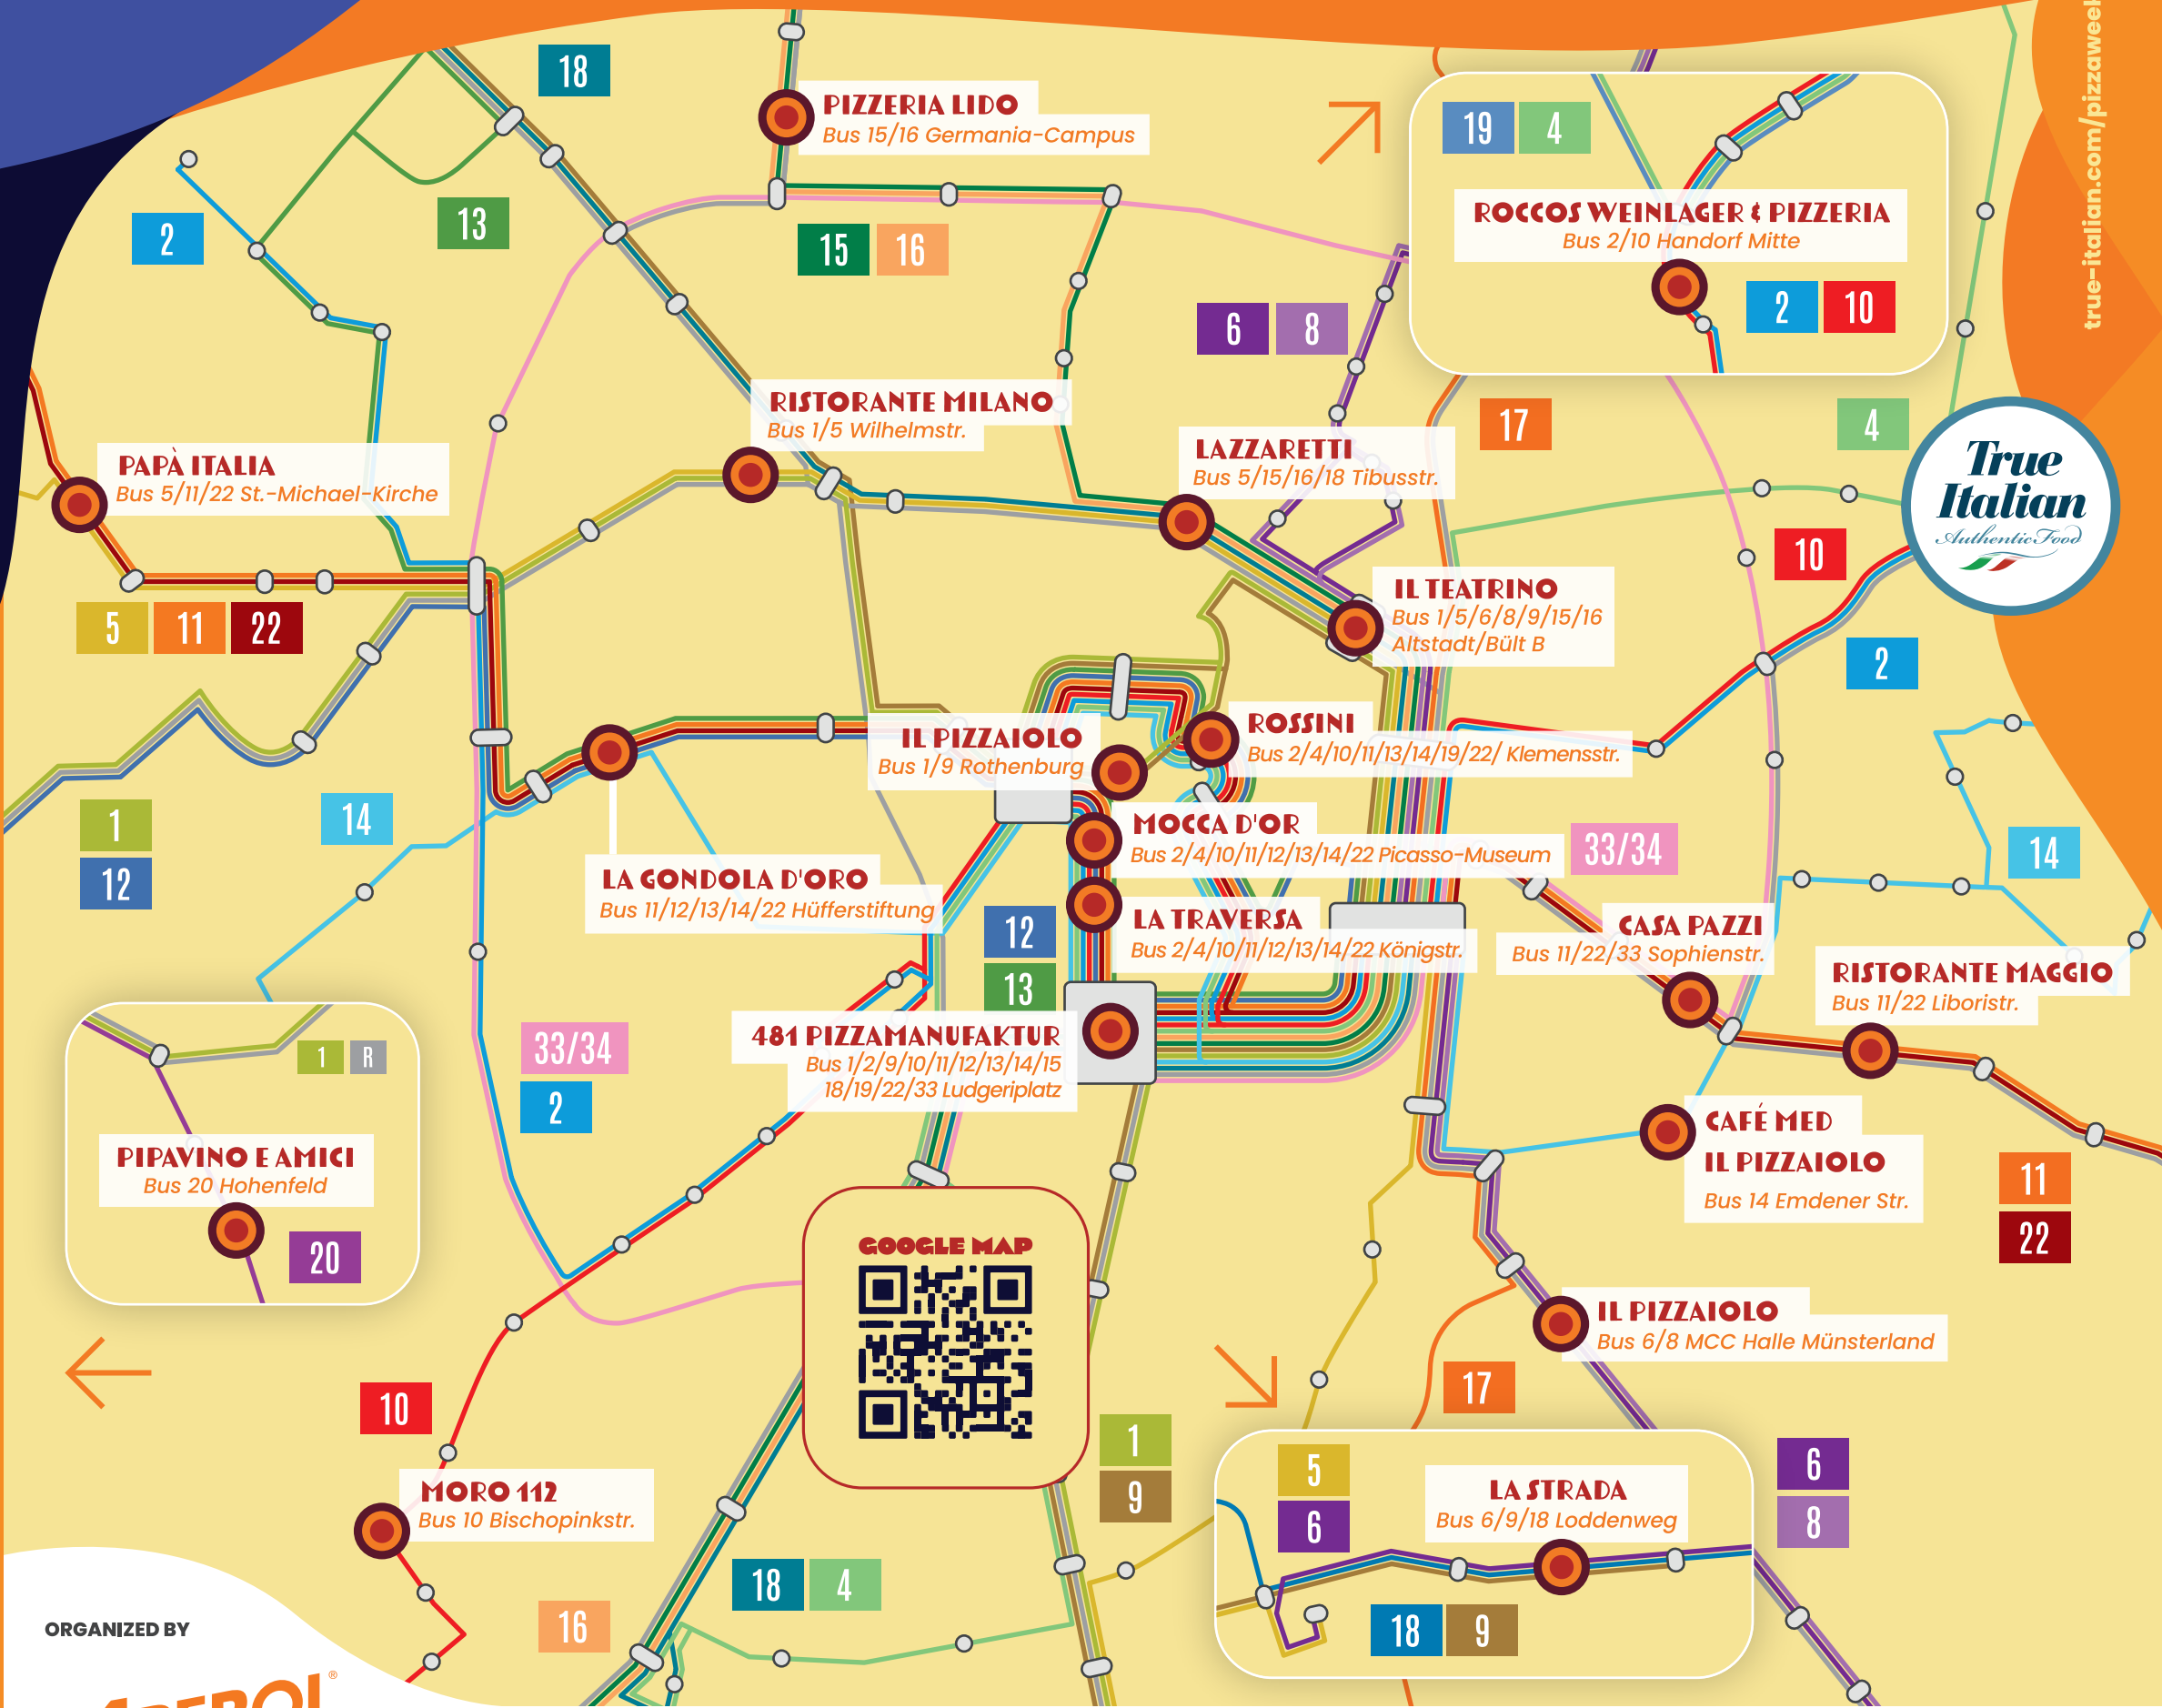 18
PIZZERIA LIDO
Bus 15/16 Germania-Campus
19
4
ROCCOS WEINLAGER & PIZZERIA
Bus 2/10 Handorf Mitte
2
10
true-italian.com/pizzaweek
2
13
15
16
6
8
RISTORANTE MILANO
Bus 1/5 Wilhelmstr.
17
4
True
Italian
Authentic Food
PAPÀ ITALIA
Bus 5/11/22 St.-Michael-Kirche
LAZZARETTI
Bus 5/15/16/18 Tibusstr.
10
5
11
22
IL TEATRINO
Bus 1/5/6/8/9/15/16
Altstadt/Bült B
2
IL PIZZAIOLO
Bus 1/9 Rothenburg
ROSSINI
Bus 2/4/10/11/13/14/19/22/ Klemensstr.
1
12
14
MOCCA D'OR
Bus 2/4/10/11/12/13/14/22 Picasso-Museum
33/34
14
LA GONDOLA D'ORO
Bus 11/12/13/14/22 Hüfferstiftung
12
13
LA TRAVERSA
Bus 2/4/10/11/12/13/14/22 Königstr.
CASA PAZZI
Bus 11/22/33 Sophienstr.
RISTORANTE MAGGIO
Bus 11/22 Liboristr.
33/34
2
481 PIZZAMANUFAKTUR
Bus 1/2/9/10/11/12/13/14/15
18/19/22/33 Ludgeriplatz
1
R
PIPAVINO E AMICI
Bus 20 Hohenfeld
20
CAFÉ MED
IL PIZZAIOLO
Bus 14 Emdener Str.
11
22
GOOGLE MAP
IL PIZZAIOLO
Bus 6/8 MCC Halle Münsterland
10
17
1
9
5
6
LA STRADA
Bus 6/9/18 Loddenweg
6
8
MORO 112
Bus 10 Bischopinkstr.
18
4
16
18
9
ORGANIZED BY
APEROL®